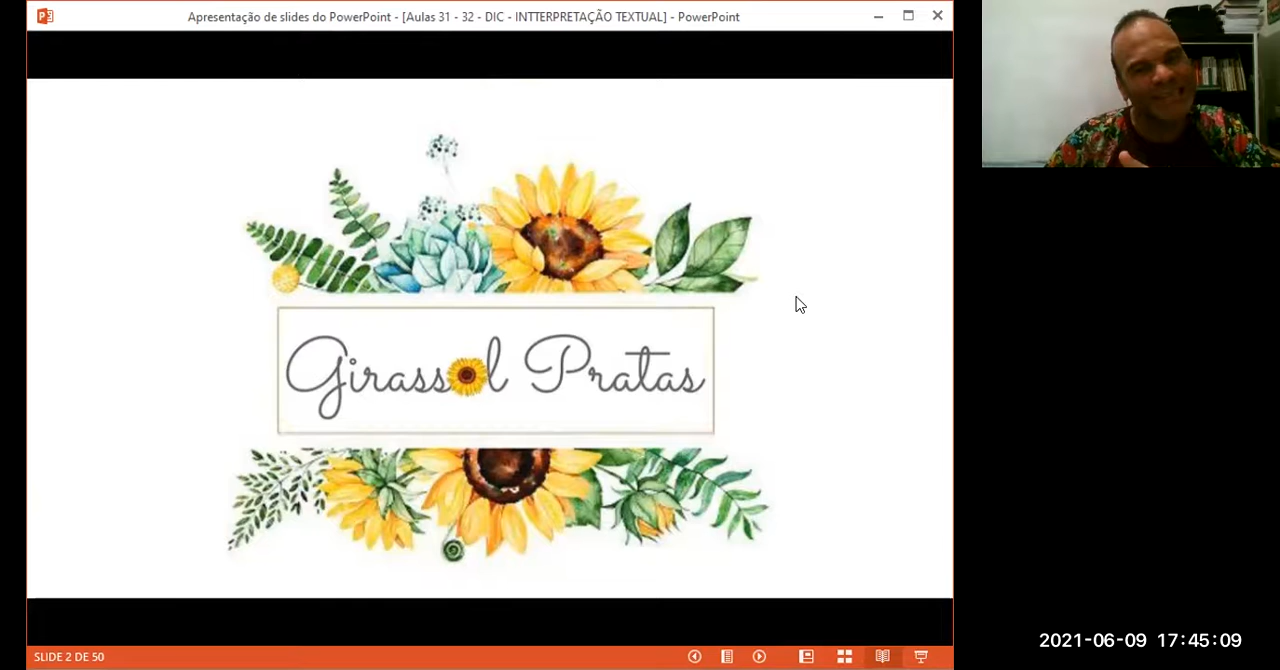 Apresentação de slides do PowerPoint - [Aulas 31 - 32 - DIC - INTTERPRETAÇÃO TEXTUAL] - PowerPoint
Girassol Pratas
SLIDE 2 DE 50
2021-06-09 17:45:09